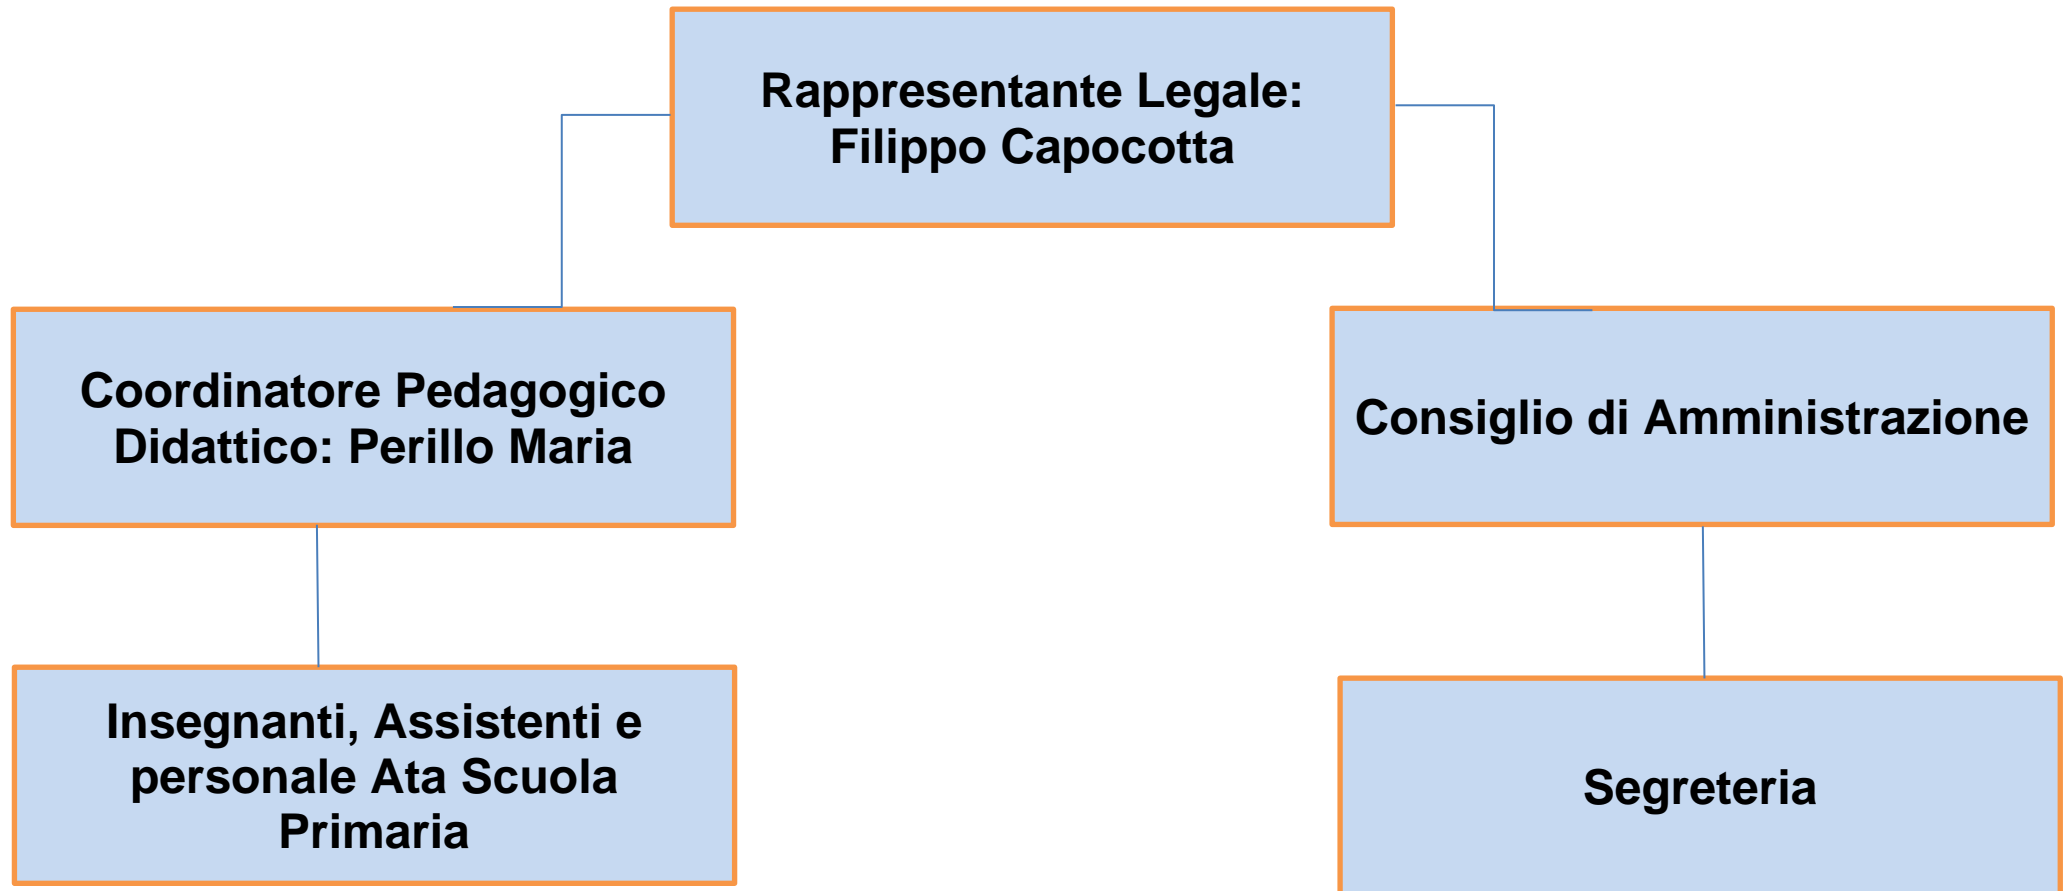 Rappresentante Legale:
Filippo Capocotta
Coordinatore Pedagogico
Didattico: Perillo Maria
Consiglio di Amministrazione
Insegnanti, Assistenti e
personale Ata Scuola
Primaria
Segreteria